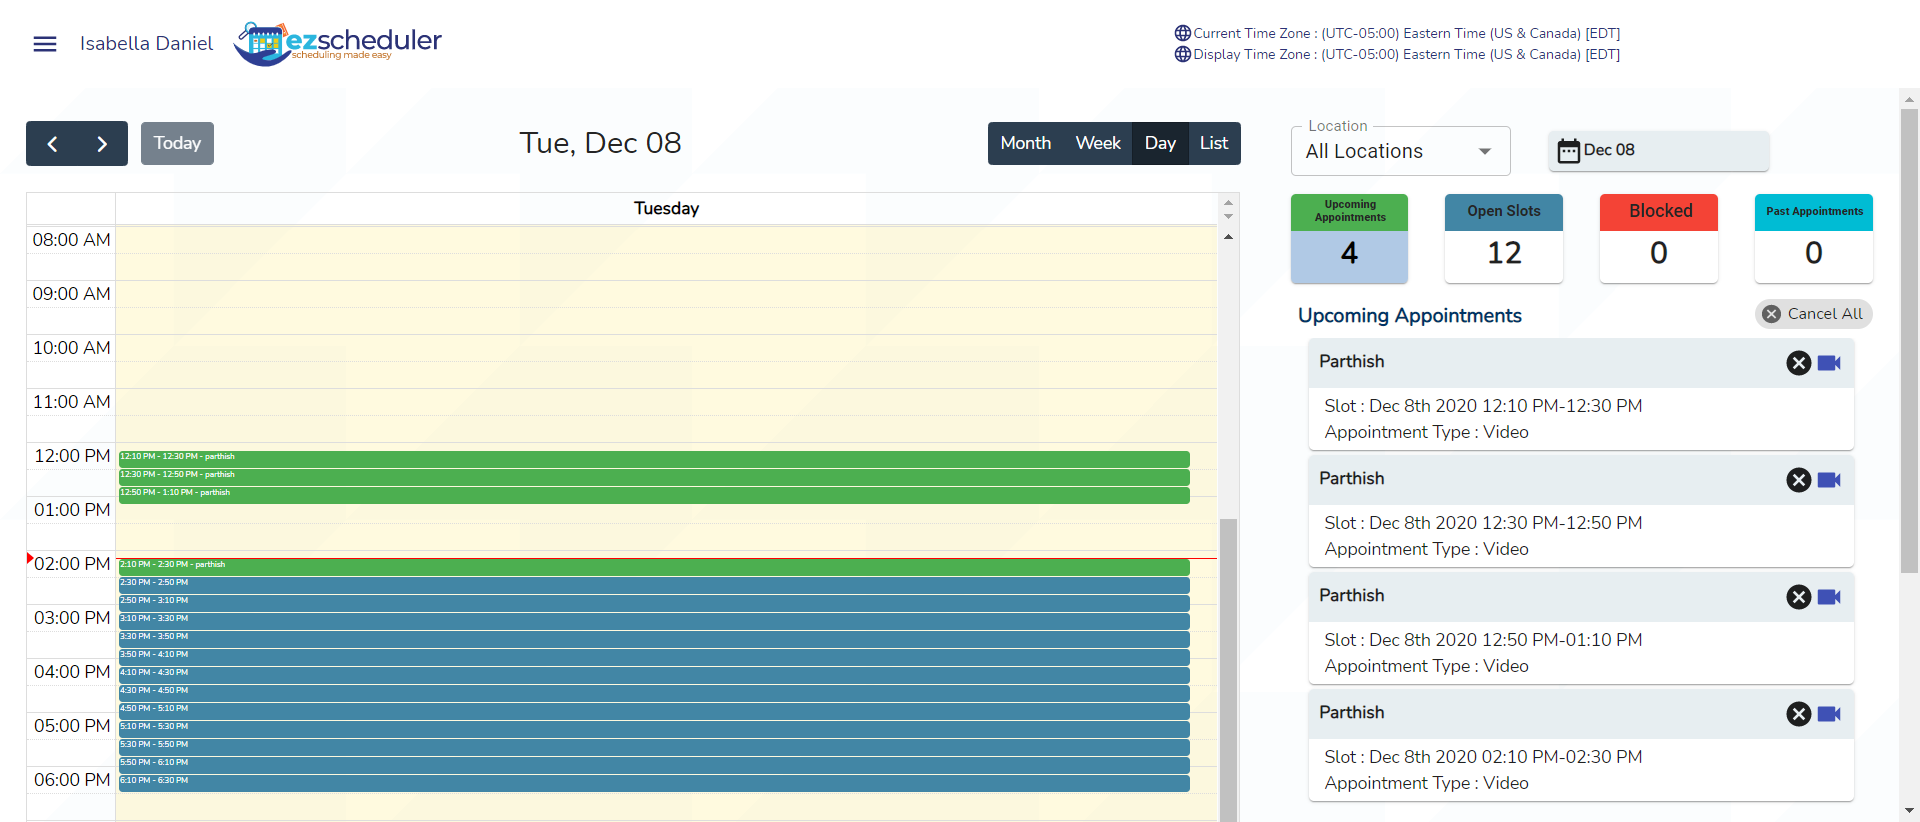 Isabella Daniel
ezscheduler
scheduling made easy
Current Time Zone : (UTC-05:00) Eastern Time (US & Canada) [EDT]
Display Time Zone : (UTC-05:00) Eastern Time (US & Canada) [EDT]
Today
Tue, Dec 08
Month Week Day List
Location
All Locations
Dec 08
Tuesday
08:00 AM
09:00 AM
10:00 AM
11:00 AM
12:00 PM
12:10 PM - 12:30 PM - parthish
12:30 PM - 12:50 PM - parthish
12:50 PM - 1:10 PM - parthish
01:00 PM
02:00 PM
2:10 PM - 2:30 PM - parthish
2:30 PM - 2:50 PM
2:50 PM - 3:10 PM
03:00 PM
3:10 PM - 3:30 PM
3:30 PM - 3:50 PM
3:50 PM - 4:10 PM
04:00 PM
4:10 PM - 4:30 PM
4:30 PM - 4:50 PM
4:50 PM - 5:10 PM
05:00 PM
5:10 PM - 5:30 PM
5:30 PM - 5:50 PM
5:50 PM - 6:10 PM
06:00 PM
6:10 PM - 6:30 PM
Upcoming
Appointments
4
Open Slots
12
Blocked
0
Past Appointments
0
Upcoming Appointments
Cancel All
Parthish
Slot : Dec 8th 2020 12:10 PM-12:30 PM
Appointment Type : Video
Parthish
Slot : Dec 8th 2020 12:30 PM-12:50 PM
Appointment Type : Video
Parthish
Slot : Dec 8th 2020 12:50 PM-01:10 PM
Appointment Type : Video
Parthish
Slot : Dec 8th 2020 02:10 PM-02:30 PM
Appointment Type : Video